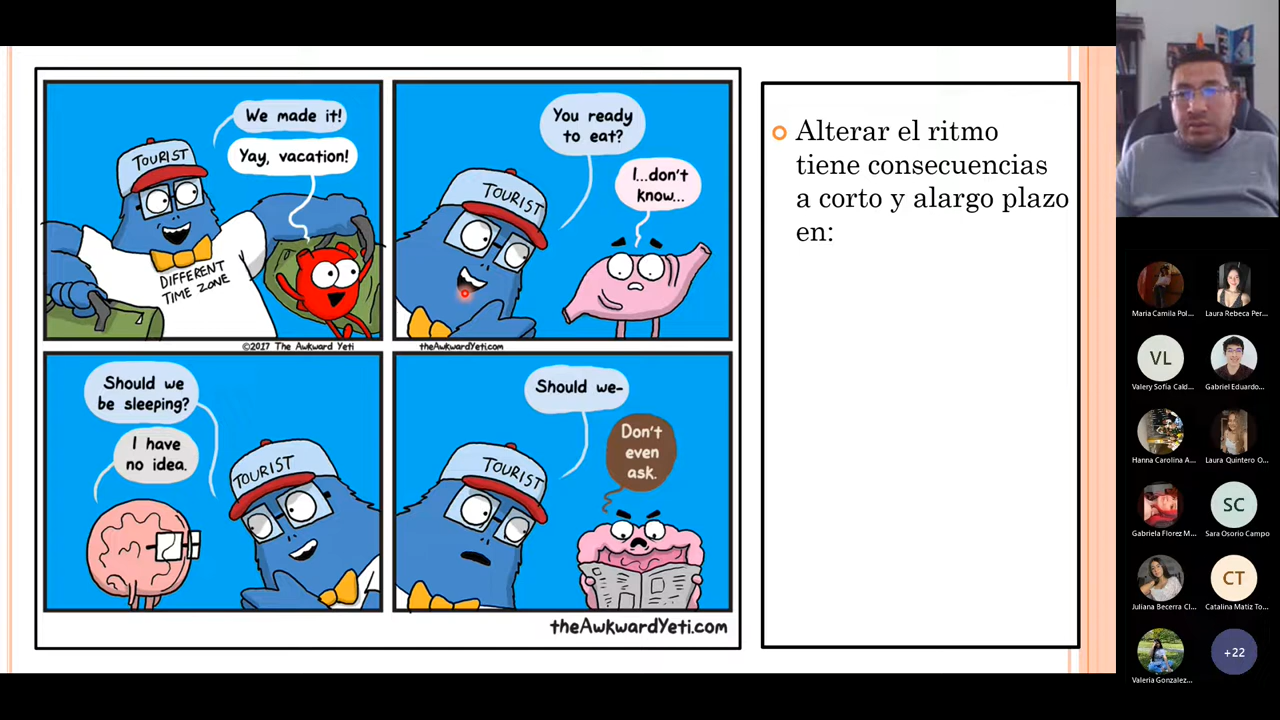 We made it!
Yay, vacation!
TOURIST
DIFFERENT
TIME ZONE
©2017 The Awkward Yeti
You ready
to eat?
I...don't
know...
TOURIST
theAwkwardYeti.com
Should we
be sleeping?
I have
no idea.
TOURIST
Should we-
Don't
even
ask.
TOURIST
theAwkwardYeti.com
Alterar el ritmo
tiene consecuencias
a corto y alargo plazo
en:
Maria Camila Pol...
Laura Rebeca Per...
VL
Valery Sofia Cald...
Gabriel Eduardo...
Hanna Carolina A...
Laura Quintero O...
Gabriela Florez M...
SC
Sara Osorio Campo
Juliana Becerra Cl...
CT
Catalina Matiz To...
Valeria Gonzalez...
+22